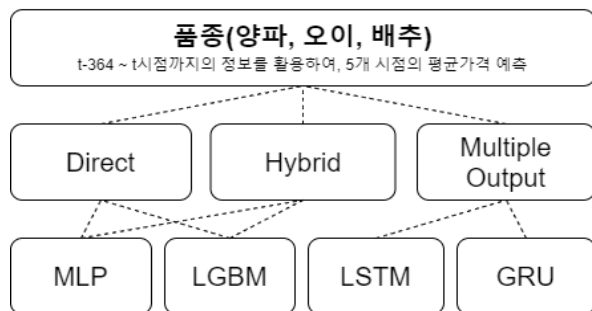 품종(양파, 오이, 배추)
t-364 ~ t시점까지의 정보를 활용하여, 5개 시점의 평균가격 예측
Direct
Hybrid
Multiple
Output
MLP
LGBM
LSTM
GRU